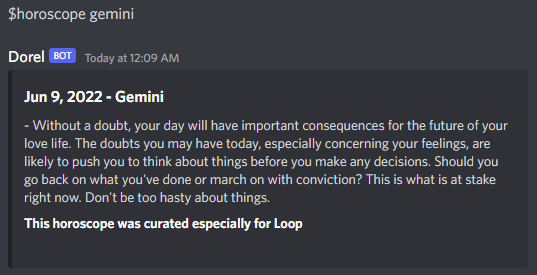 $horoscope gemini
Dorel BOT Today at 12:09 AM
Jun 9, 2022 - Gemini
- Without a doubt, your day will have important consequences for the future of your
love life. The doubts you may have today, especially concerning your feelings, are
likely to push you to think about things before you make any decisions. Should you
go back on what you've done or march on with conviction? This is what is at stake
right now. Don't be too hasty about things.
This horoscope was curated especially for Loop